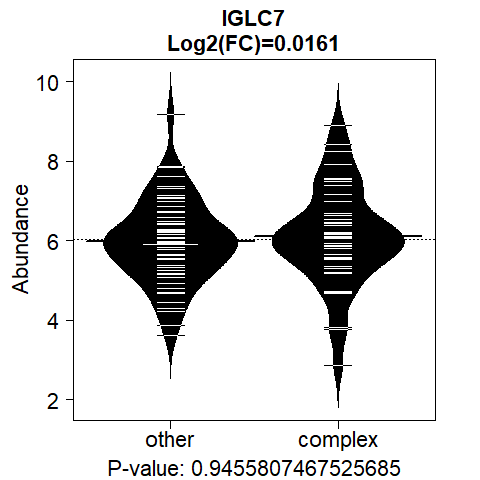 IGLC7
Log2(FC)=0.0161
Abundance
10
8
6
4
2
other complex
P-value: 0.9455807467525685